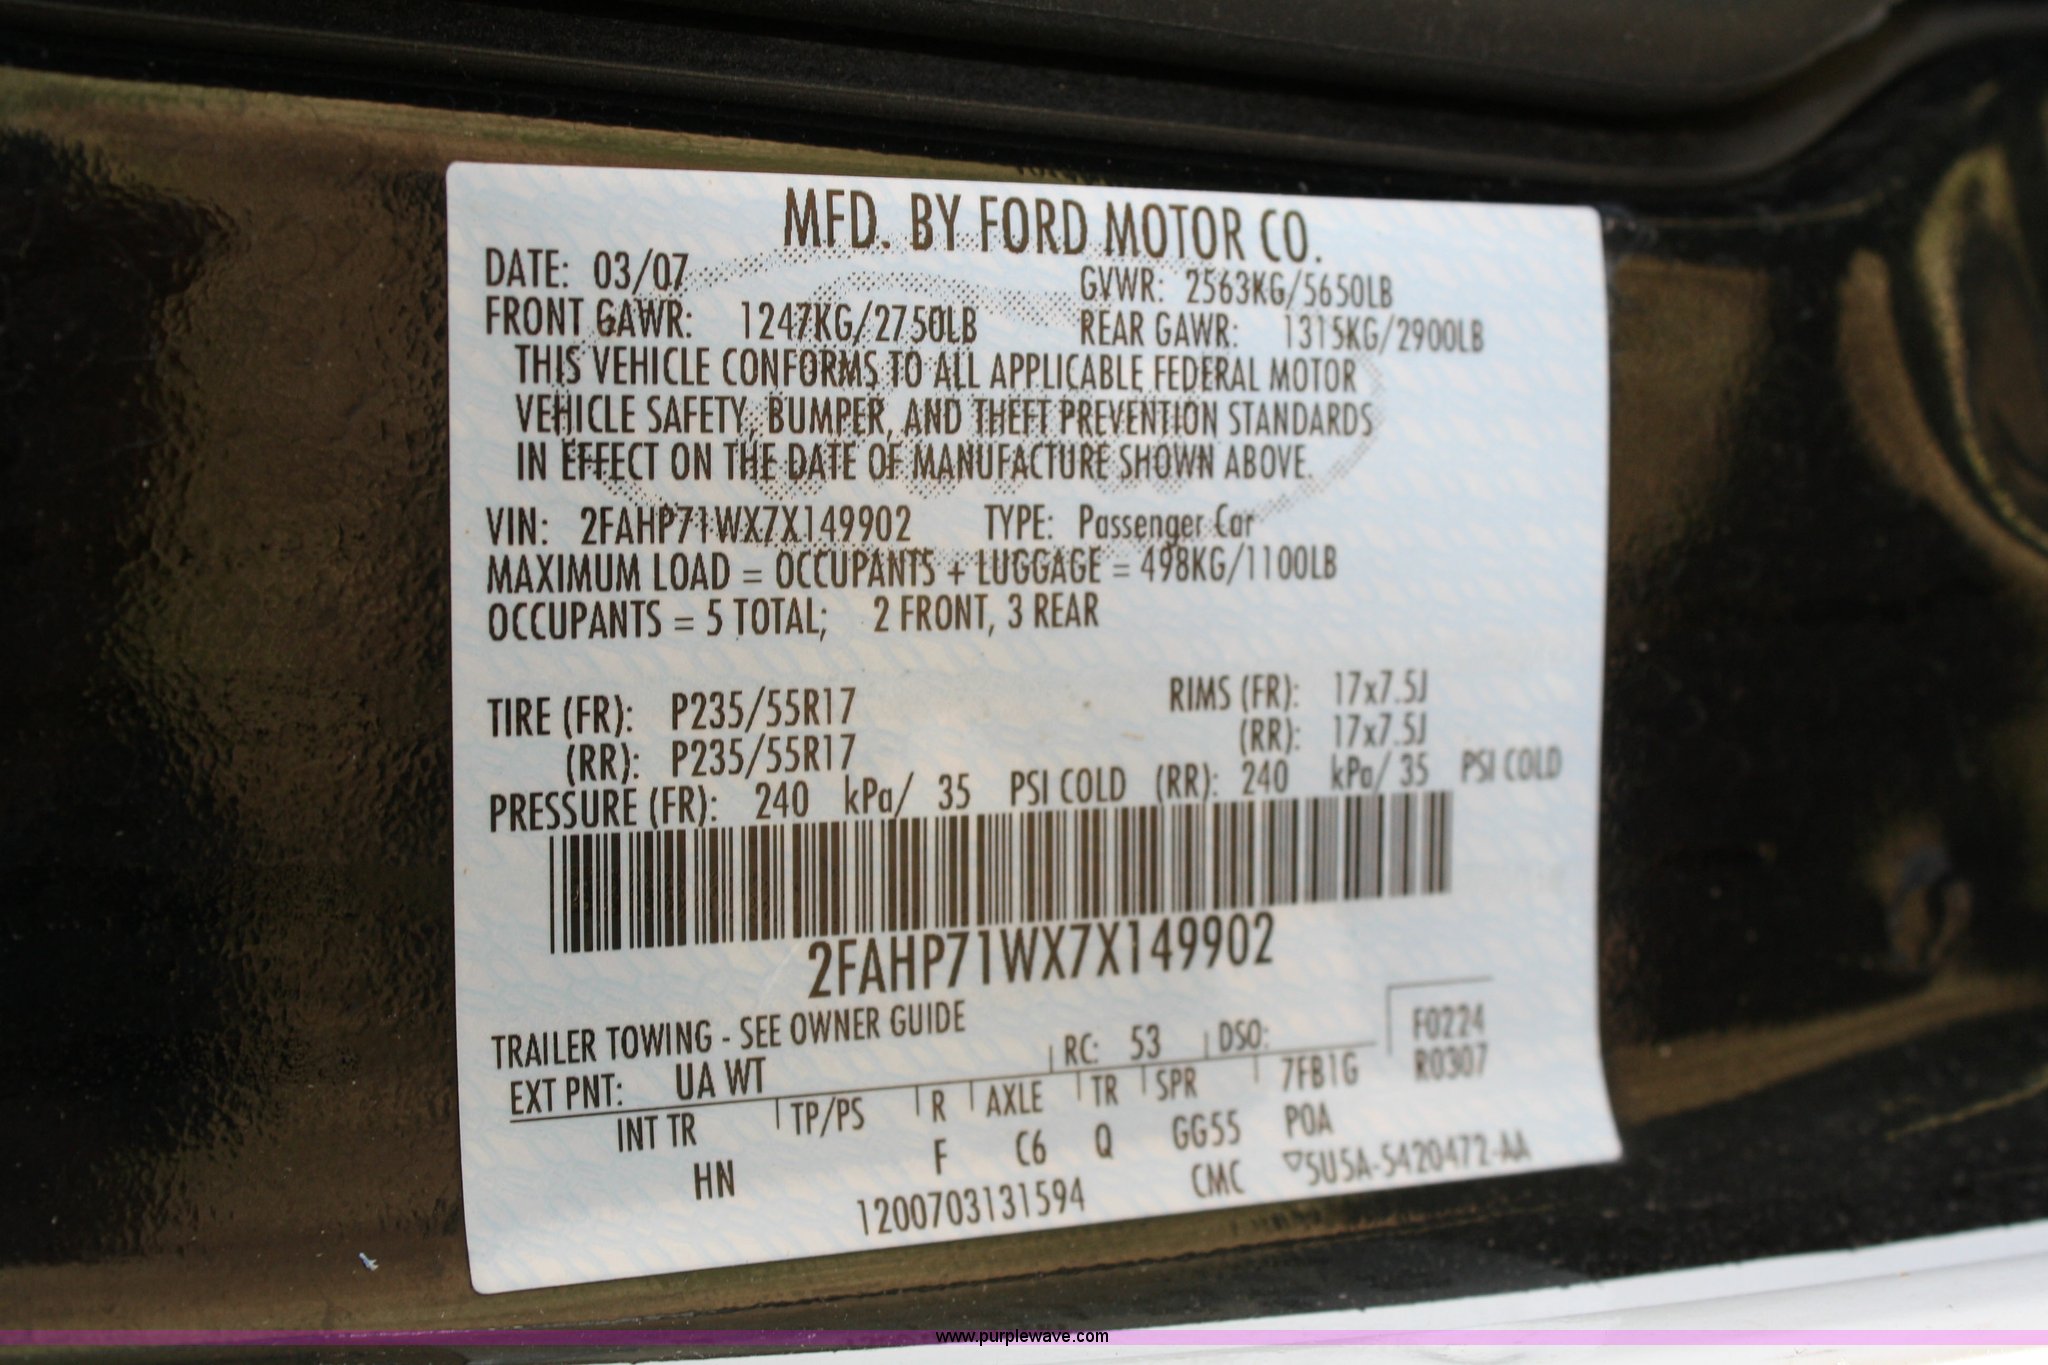 MFD. BY FORD MOTOR CO.
DATE: 03/07 GVWR: 2563KG/5650LB
FRONT GAWR: 1247KG/2750LB REAR GAWR: 1315KG/2900LB
THIS VEHICLE CONFORMS TO ALL APPLICABLE FEDERAL MOTOR
VEHICLE SAFETY, BUMPER, AND THEFT PREVENTION STANDARDS
IN EFFECT ON THE DATE OF MANUFACTURE SHOWN ABOVE.
VIN: 2FAHP71WX7X149902 TYPE: Passenger Car
MAXIMUM LOAD = OCCUPANTS + LUGGAGE = 498KG/1100LB
OCCUPANTS = 5 TOTAL; 2 FRONT, 3 REAR
TIRE (FR): P235/55R17 RIMS (FR): 17x7.5J
(RR): P235/55R17 (RR): 17x7.5J
PRESSURE (FR): 240 kPa/ 35 PSI COLD (RR): 240 kPa/ 35 PSI COLD
2FAHP71WX7X149902
TRAILER TOWING - SEE OWNER GUIDE
EXT PNT: UA WT RC: 53 DSO: F0224
R0307
INT TR TP/PS R AXLE TR SPR 7FB1G
HN F C6 Q GG55 POA
1200703131594 CMC ▽5U5A-5420472-AA
www.purplewave.com